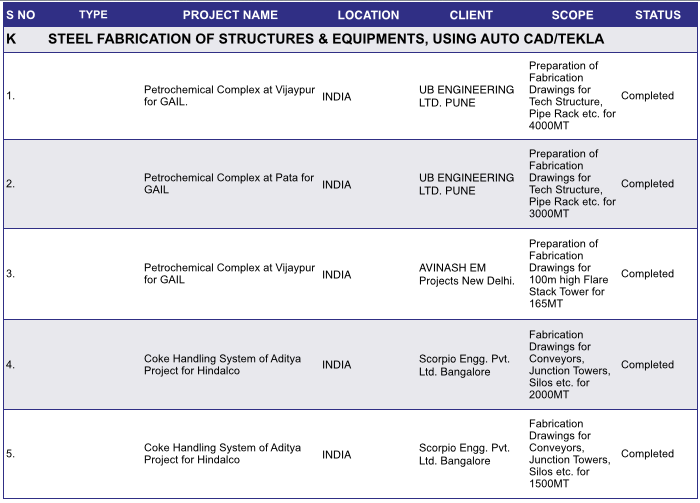 S NO TYPE PROJECT NAME LOCATION CLIENT SCOPE STATUS
K STEEL FABRICATION OF STRUCTURES & EQUIPMENTS, USING AUTO CAD/TEKLA
1. Petrochemical Complex at Vijaypur for GAIL. INDIA UB ENGINEERING LTD. PUNE Preparation of Fabrication Drawings for Tech Structure, Pipe Rack etc. for 4000MT Completed
2. Petrochemical Complex at Pata for GAIL INDIA UB ENGINEERING LTD. PUNE Preparation of Fabrication Drawings for Tech Structure, Pipe Rack etc. for 3000MT Completed
3. Petrochemical Complex at Vijaypur for GAIL INDIA AVINASH EM Projects New Delhi. Preparation of Fabrication Drawings for 100m high Flare Stack Tower for 165MT Completed
4. Coke Handling System of Aditya Project for Hindalco INDIA Scorpio Engg. Pvt. Ltd. Bangalore Fabrication Drawings for Conveyors, Junction Towers, Silos etc. for 2000MT Completed
5. Coke Handling System of Aditya Project for Hindalco INDIA Scorpio Engg. Pvt. Ltd. Bangalore Fabrication Drawings for Conveyors, Junction Towers, Silos etc. for 1500MT Completed